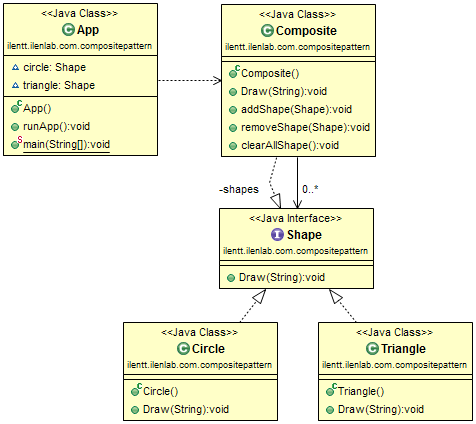 <<Java Class>>
App
ilentt.ilenlab.com.compositepattern
circle: Shape
triangle: Shape
App()
runApp():void
main(String[]):void
<<Java Class>>
Composite
ilentt.ilenlab.com.compositepattern
Composite()
Draw(String):void
addShape(Shape):void
removeShape(Shape):void
clearAllShape():void
-shapes
0..*
<<Java Interface>>
Shape
ilentt.ilenlab.com.compositepattern
Draw(String):void
<<Java Class>>
Circle
ilentt.ilenlab.com.compositepattern
Circle()
Draw(String):void
<<Java Class>>
Triangle
ilentt.ilenlab.com.compositepattern
Triangle()
Draw(String):void